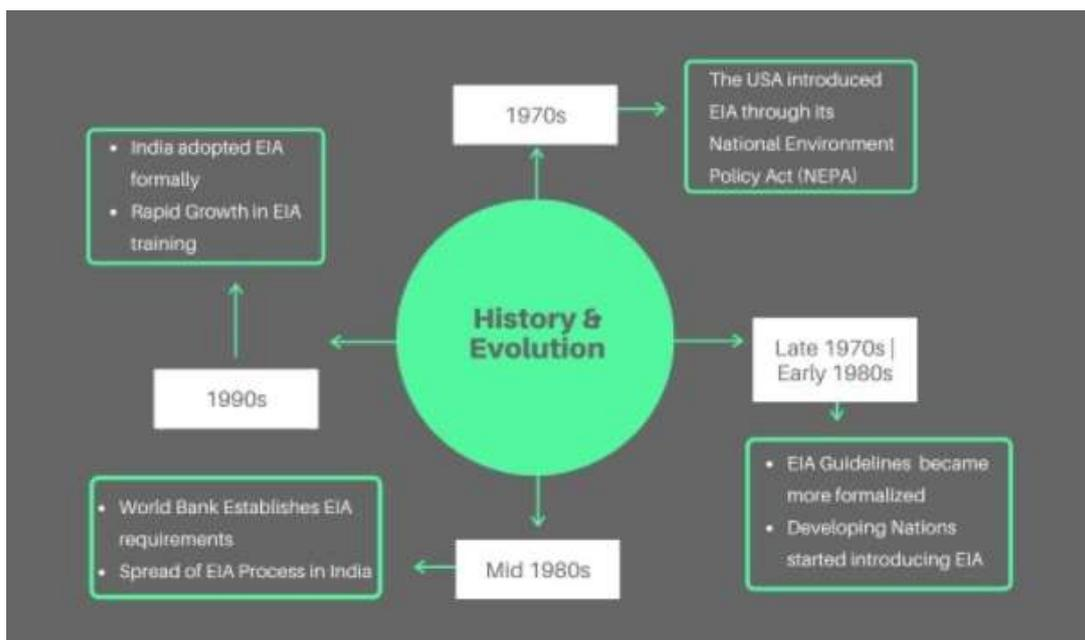 1970s
The USA introduced
EIA through its
National Environment
Policy Act (NEPA)
History &
Evolution
Late 1970s |
Early 1980s
• EIA Guidelines became
more formalized
• Developing Nations
started introducing EIA
Mid 1980s
• World Bank Establishes EIA
requirements
• Spread of EIA Process in India
1990s
• India adopted EIA
formally
• Rapid Growth in EIA
training